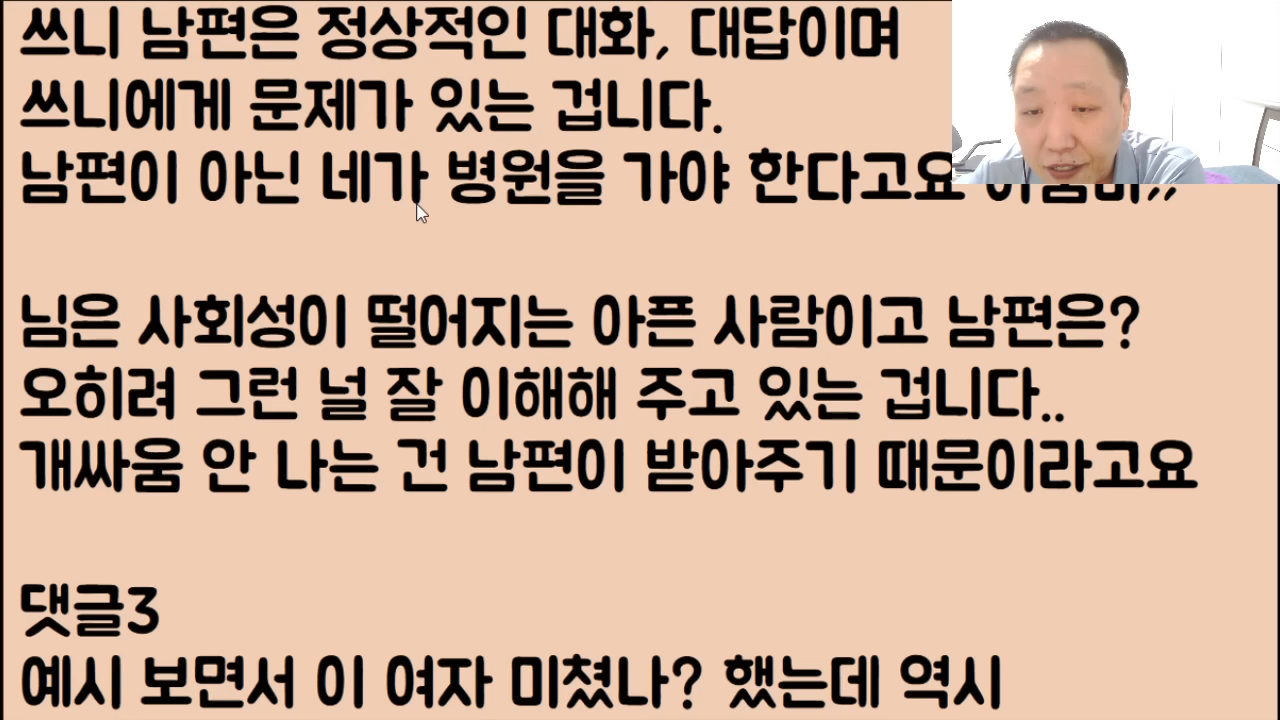 쓰니 남편은 정상적인 대화, 대답이며
쓰니에게 문제가 있는 겁니다.
남편이 아닌 네가 병원을 가야 한다고요
님은 사회성이 떨어지는 아픈 사람이고 남편은?
오히려 그런 널 잘 이해해 주고 있는 겁니다..
개싸움 안 나는 건 남편이 받아주기 때문이라고요
댓글3
예시 보면서 이 여자 미쳤나? 했는데 역시